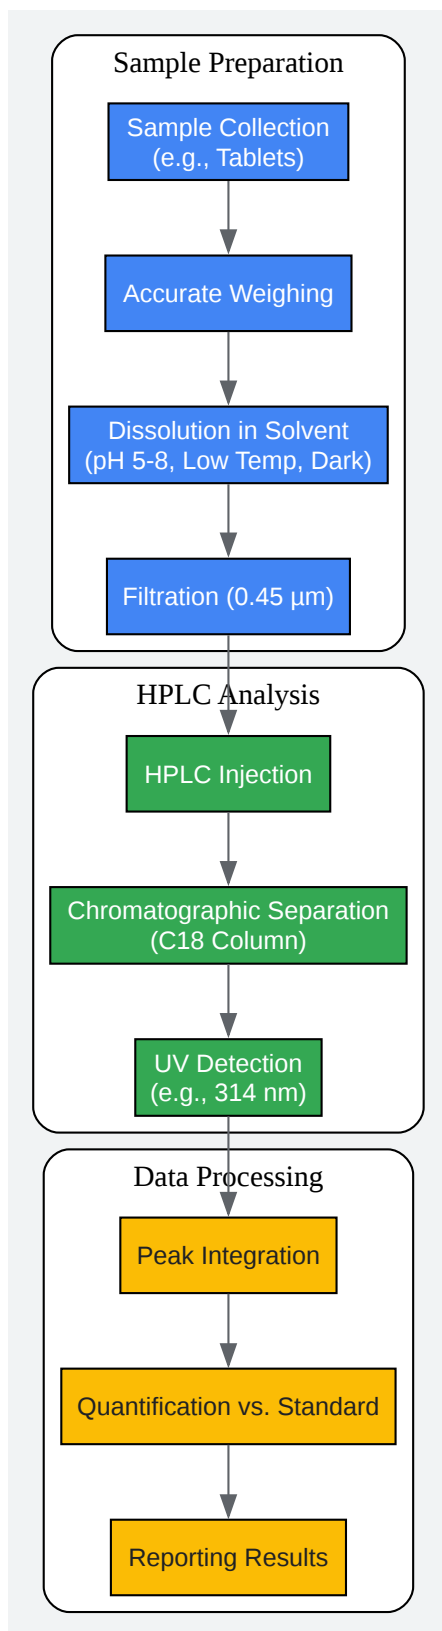 Sample Preparation
Sample Collection
(e.g., Tablets)
Accurate Weighing
Dissolution in Solvent
(pH 5-8, Low Temp, Dark)
Filtration (0.45 µm)
HPLC Analysis
HPLC Injection
Chromatographic Separation
(C18 Column)
UV Detection
(e.g., 314 nm)
Data Processing
Peak Integration
Quantification vs. Standard
Reporting Results